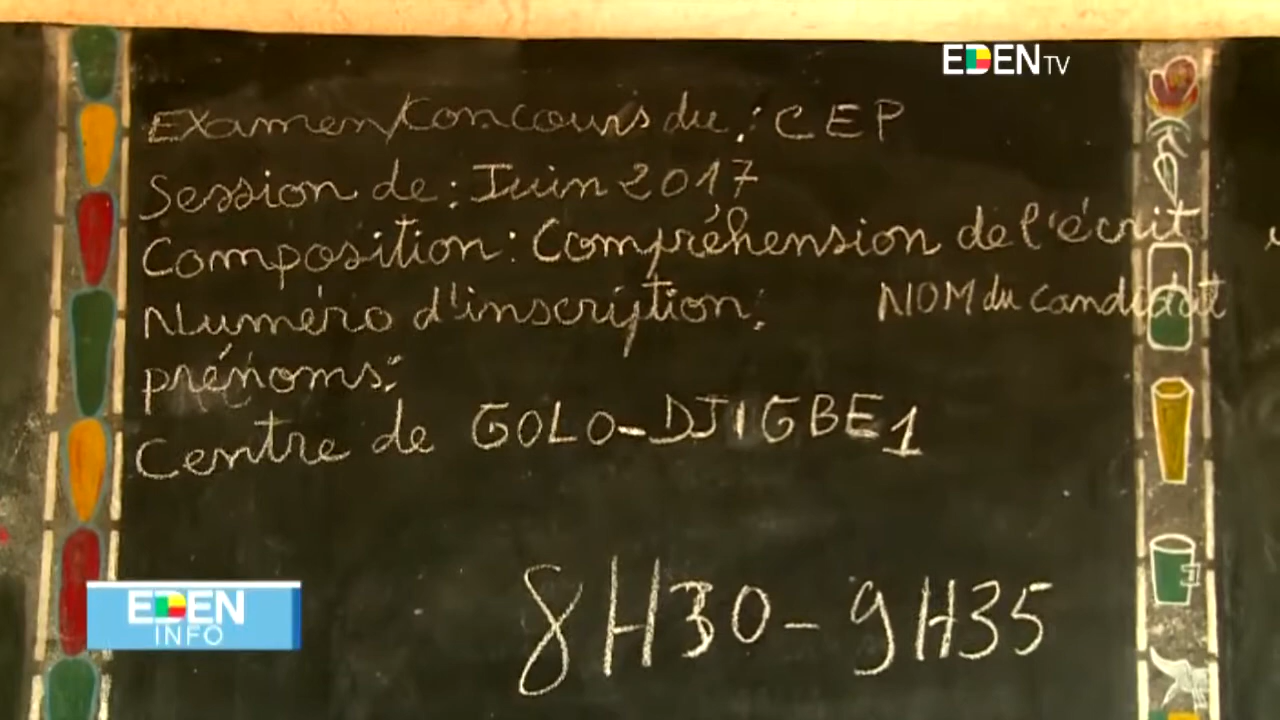 EDEN TV
Examen/Concours du : CEP
Session de : Juin 2017
Composition : Compréhension de l'écrit
Numéro d'inscription : NOM du candidat
prénoms :
Centre de GOLO-DJIGBE 1
8H30 - 9H35
EDEN
INFO